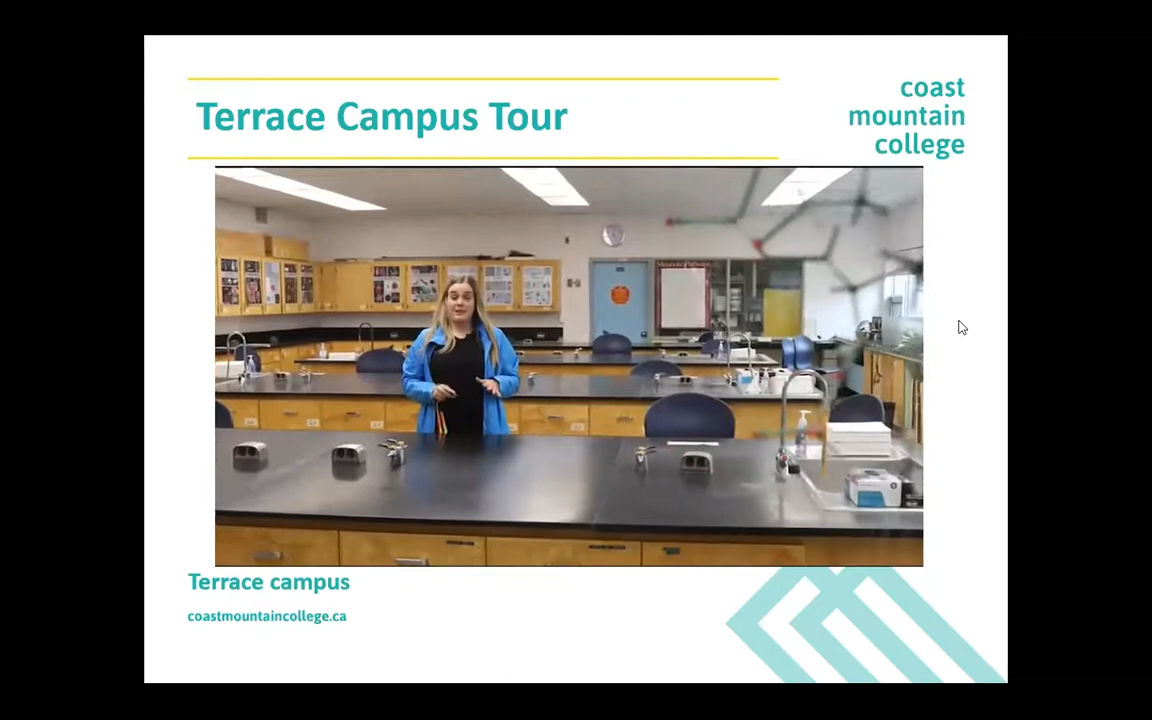 Terrace Campus Tour
coast
mountain
college
Terrace campus
coastmountaincollege.ca